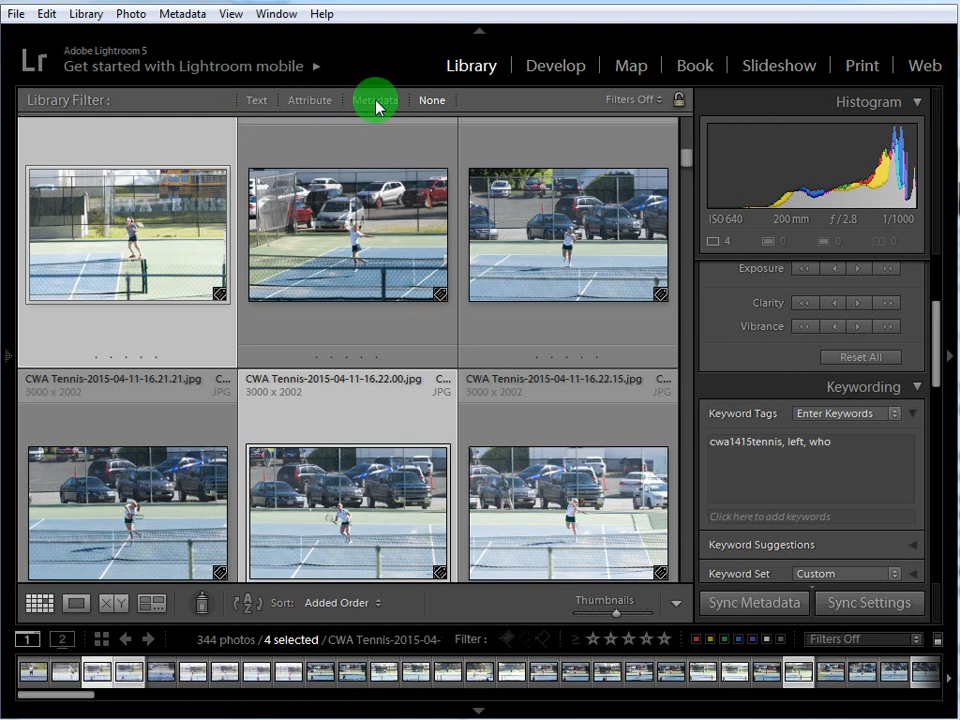 File Edit Library Photo Metadata View Window Help
Lr
Adobe Lightroom 5
Get started with Lightroom mobile
Library Develop Map Book Slideshow Print Web
Library Filter: Text Attribute Metadata None Filters Off
Histogram
ISO 640 200 mm ƒ / 2.8 1/1000
4 0 0 0
Exposure
Clarity
Vibrance
Reset All
Keywording
CWA TENNIS
CWA Tennis-2015-04-11-16.21.21.jpg C...
3000 x 2002 JPG
CWA Tennis-2015-04-11-16.22.00.jpg C...
3000 x 2002 JPG
CWA Tennis-2015-04-11-16.22.15.jpg C...
3000 x 2002 JPG
Keyword Tags Enter Keywords
cwa1415tennis, left, who
Click here to add keywords
Keyword Suggestions
Keyword Set Custom
XY
A Z Sort: Added Order Thumbnails
Sync Metadata Sync Settings
1 2 344 photos / 4 selected / CWA Tennis-2015-04- Filter : ≥ Filters Off